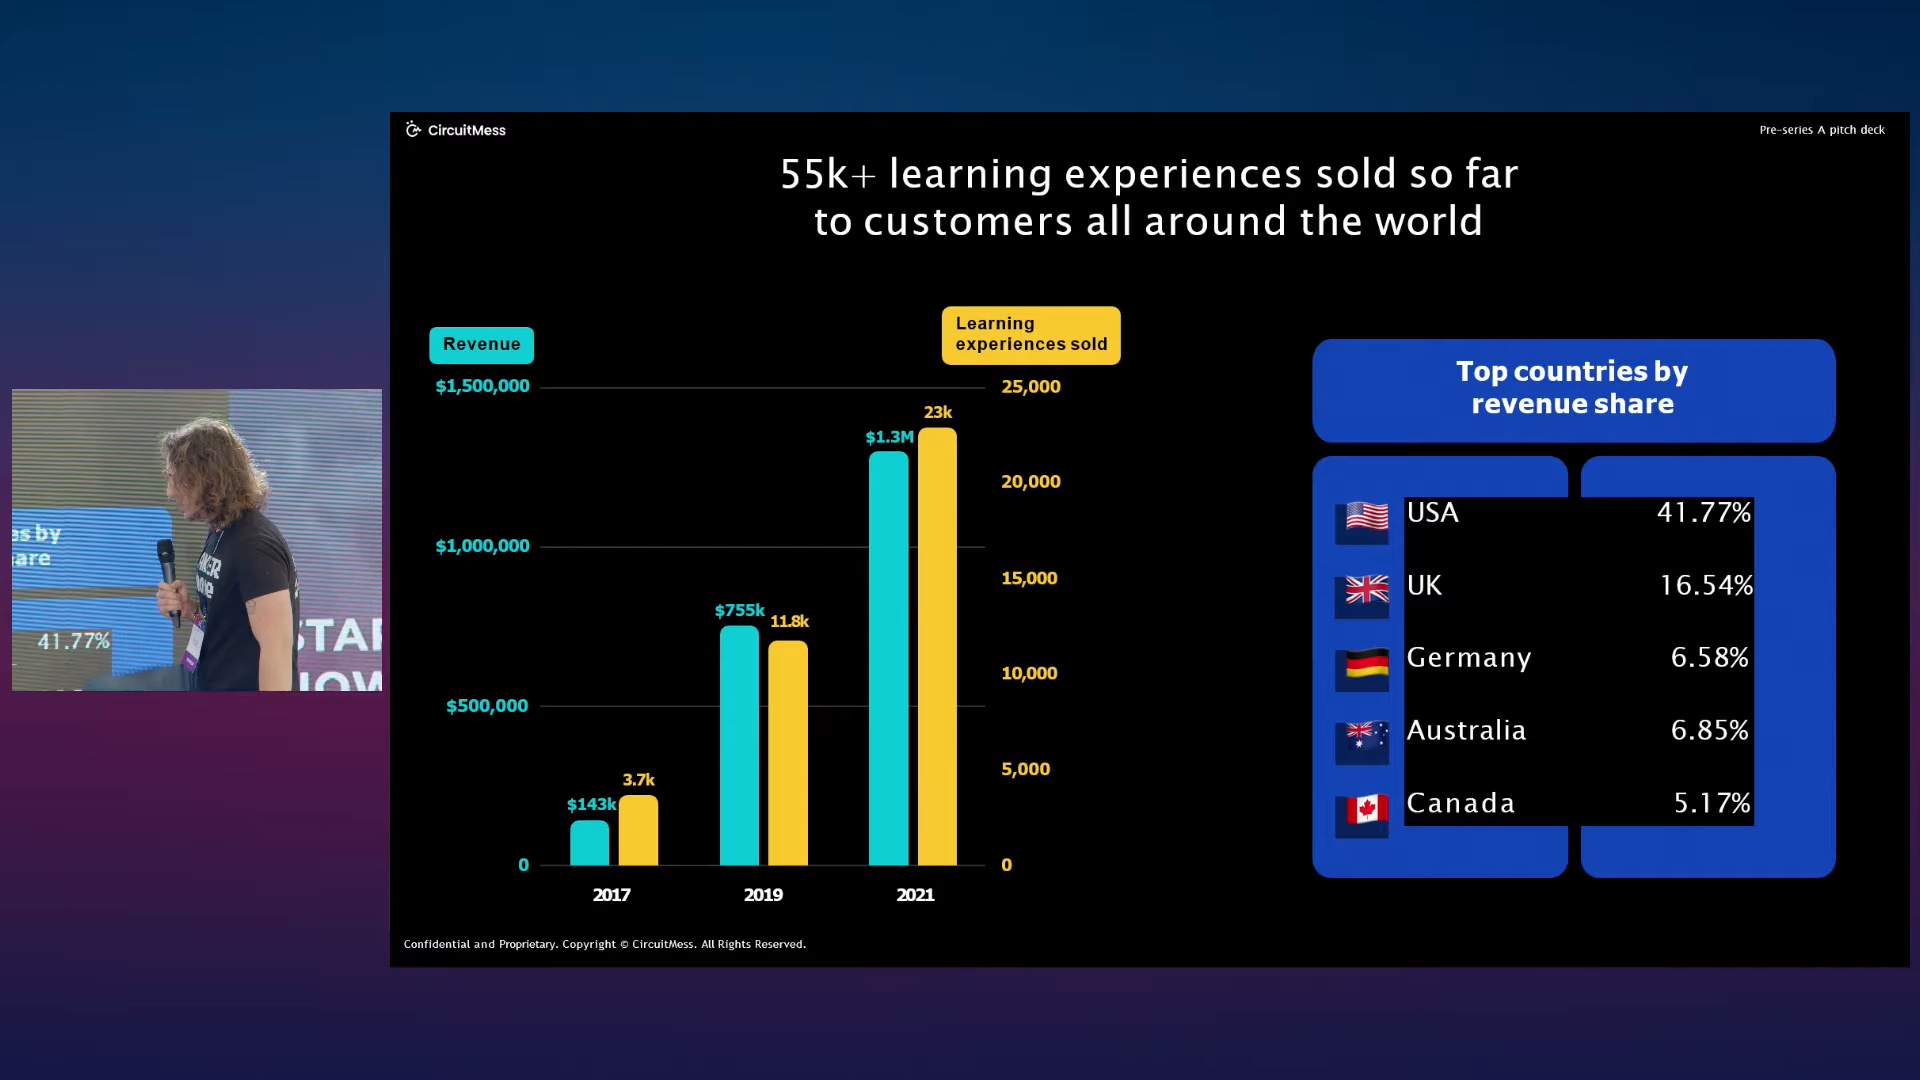 CircuitMess
Pre-series A pitch deck
55k+ learning experiences sold so far
to customers all around the world
Revenue
Learning
experiences sold
$1,500,000
25,000
$1,000,000
20,000
15,000
$500,000
10,000
5,000
0
0
$143k
3.7k
$755k
11.8k
$1.3M
23k
2017
2019
2021
Top countries by
revenue share
USA 41.77%
UK 16.54%
Germany 6.58%
Australia 6.85%
Canada 5.17%
Confidential and Proprietary. Copyright © CircuitMess. All Rights Reserved.
es by
are
41.77%
STAR